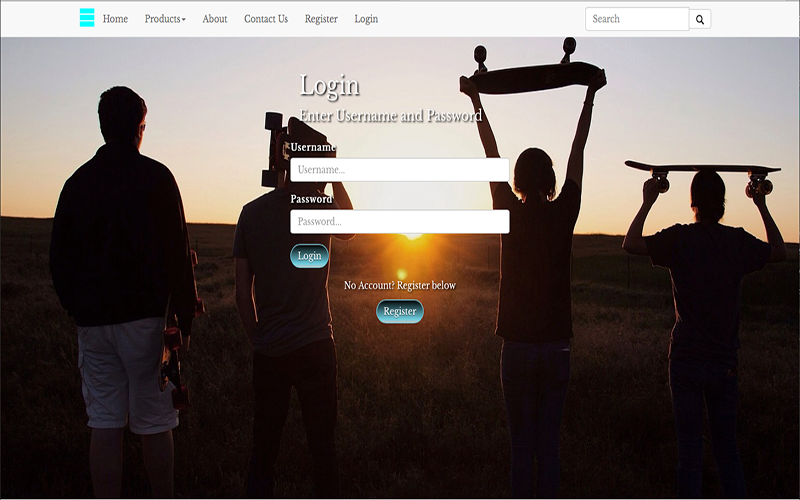 Home Products About Contact Us Register Login Search
Login
Enter Username and Password
Username
Username...
Password
Password...
Login
No Account? Register below
Register